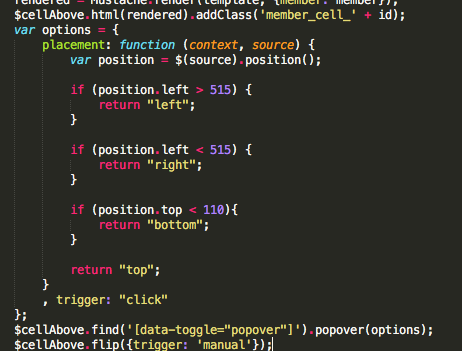 rendered = Mustache.render(template, {member: member});
$cellAbove.html(rendered).addClass('member_cell_' + id);
var options = {
    placement: function (context, source) {
        var position = $(source).position();

        if (position.left > 515) {
            return "left";
        }

        if (position.left < 515) {
            return "right";
        }

        if (position.top < 110){
            return "bottom";
        }

        return "top";
    }
    , trigger: "click"
};
$cellAbove.find('[data-toggle="popover"]').popover(options);
$cellAbove.flip({trigger: 'manual'});